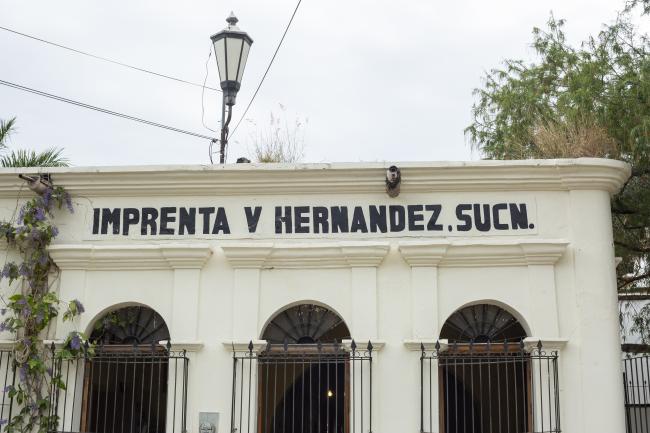 IMPRENTA V HERNANDEZ, SUCN.